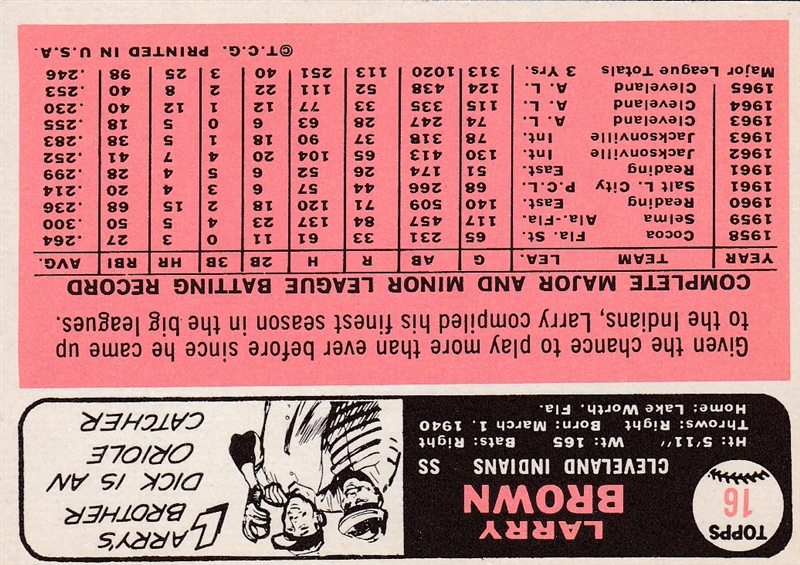 TOPPS
16
LARRY
BROWN
CLEVELAND INDIANS SS
Ht: 5'11" Wt: 165 Bats: Right
Throws: Right Born: March 1, 1940
Home: Lake Worth, Fla.
LARRY'S
BROTHER
DICK IS AN
ORIOLE
CATCHER
Given the chance to play more than ever before since he came up
to the Indians, Larry compiled his finest season in the big leagues.
COMPLETE MAJOR AND MINOR LEAGUE BATTING RECORD
YEAR TEAM LEA. G AB R H 2B 3B HR RBI AVG.
1958 Cocoa Fla. St. 65 231 33 61 11 0 3 27 .264
1959 Selma Ala.-Fla. 117 457 84 137 23 4 5 50 .300
1960 Reading East. 140 509 71 120 18 2 15 68 .236
1961 Salt L. City P.C.L. 68 266 44 57 6 3 4 20 .214
1961 Reading East. 51 174 26 52 6 5 4 28 .299
1962 Jacksonville Int. 130 413 65 104 20 4 7 41 .252
1963 Jacksonville Int. 78 318 37 90 18 1 5 38 .283
1963 Cleveland A. L. 74 247 28 63 6 0 5 18 .255
1964 Cleveland A. L. 115 335 33 77 12 1 12 40 .230
1965 Cleveland A. L. 124 438 52 111 22 2 8 40 .253
Major League Totals 3 Yrs. 313 1020 113 251 40 3 25 98 .246
©T.C.G. PRINTED IN U.S.A.